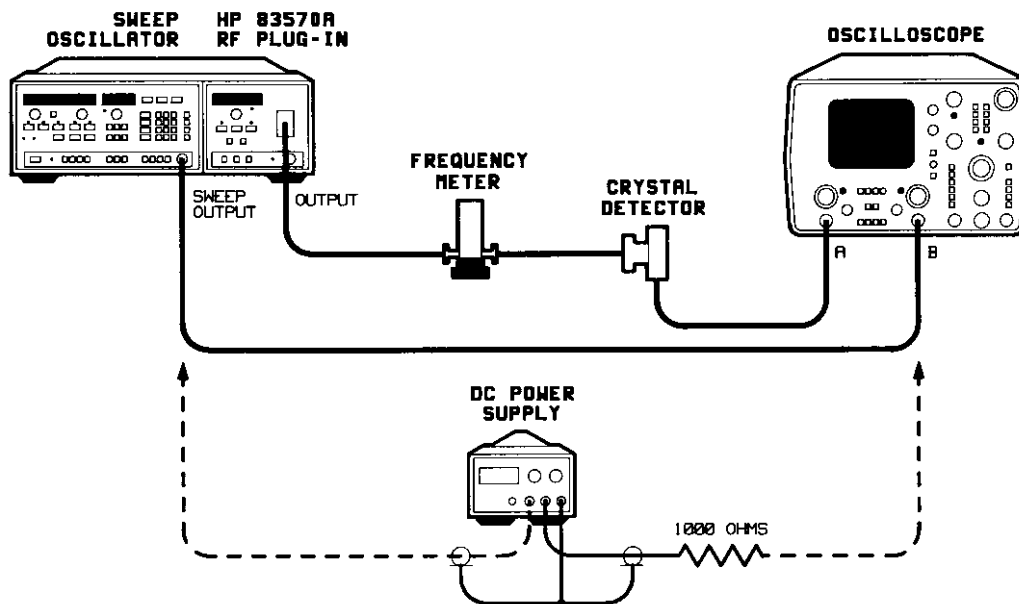 SWEEP
OSCILLATOR
HP 83570A
RF PLUG-IN
OSCILLOSCOPE
SWEEP
OUTPUT
OUTPUT
FREQUENCY
METER
CRYSTAL
DETECTOR
A
B
DC POWER
SUPPLY
1000 OHMS